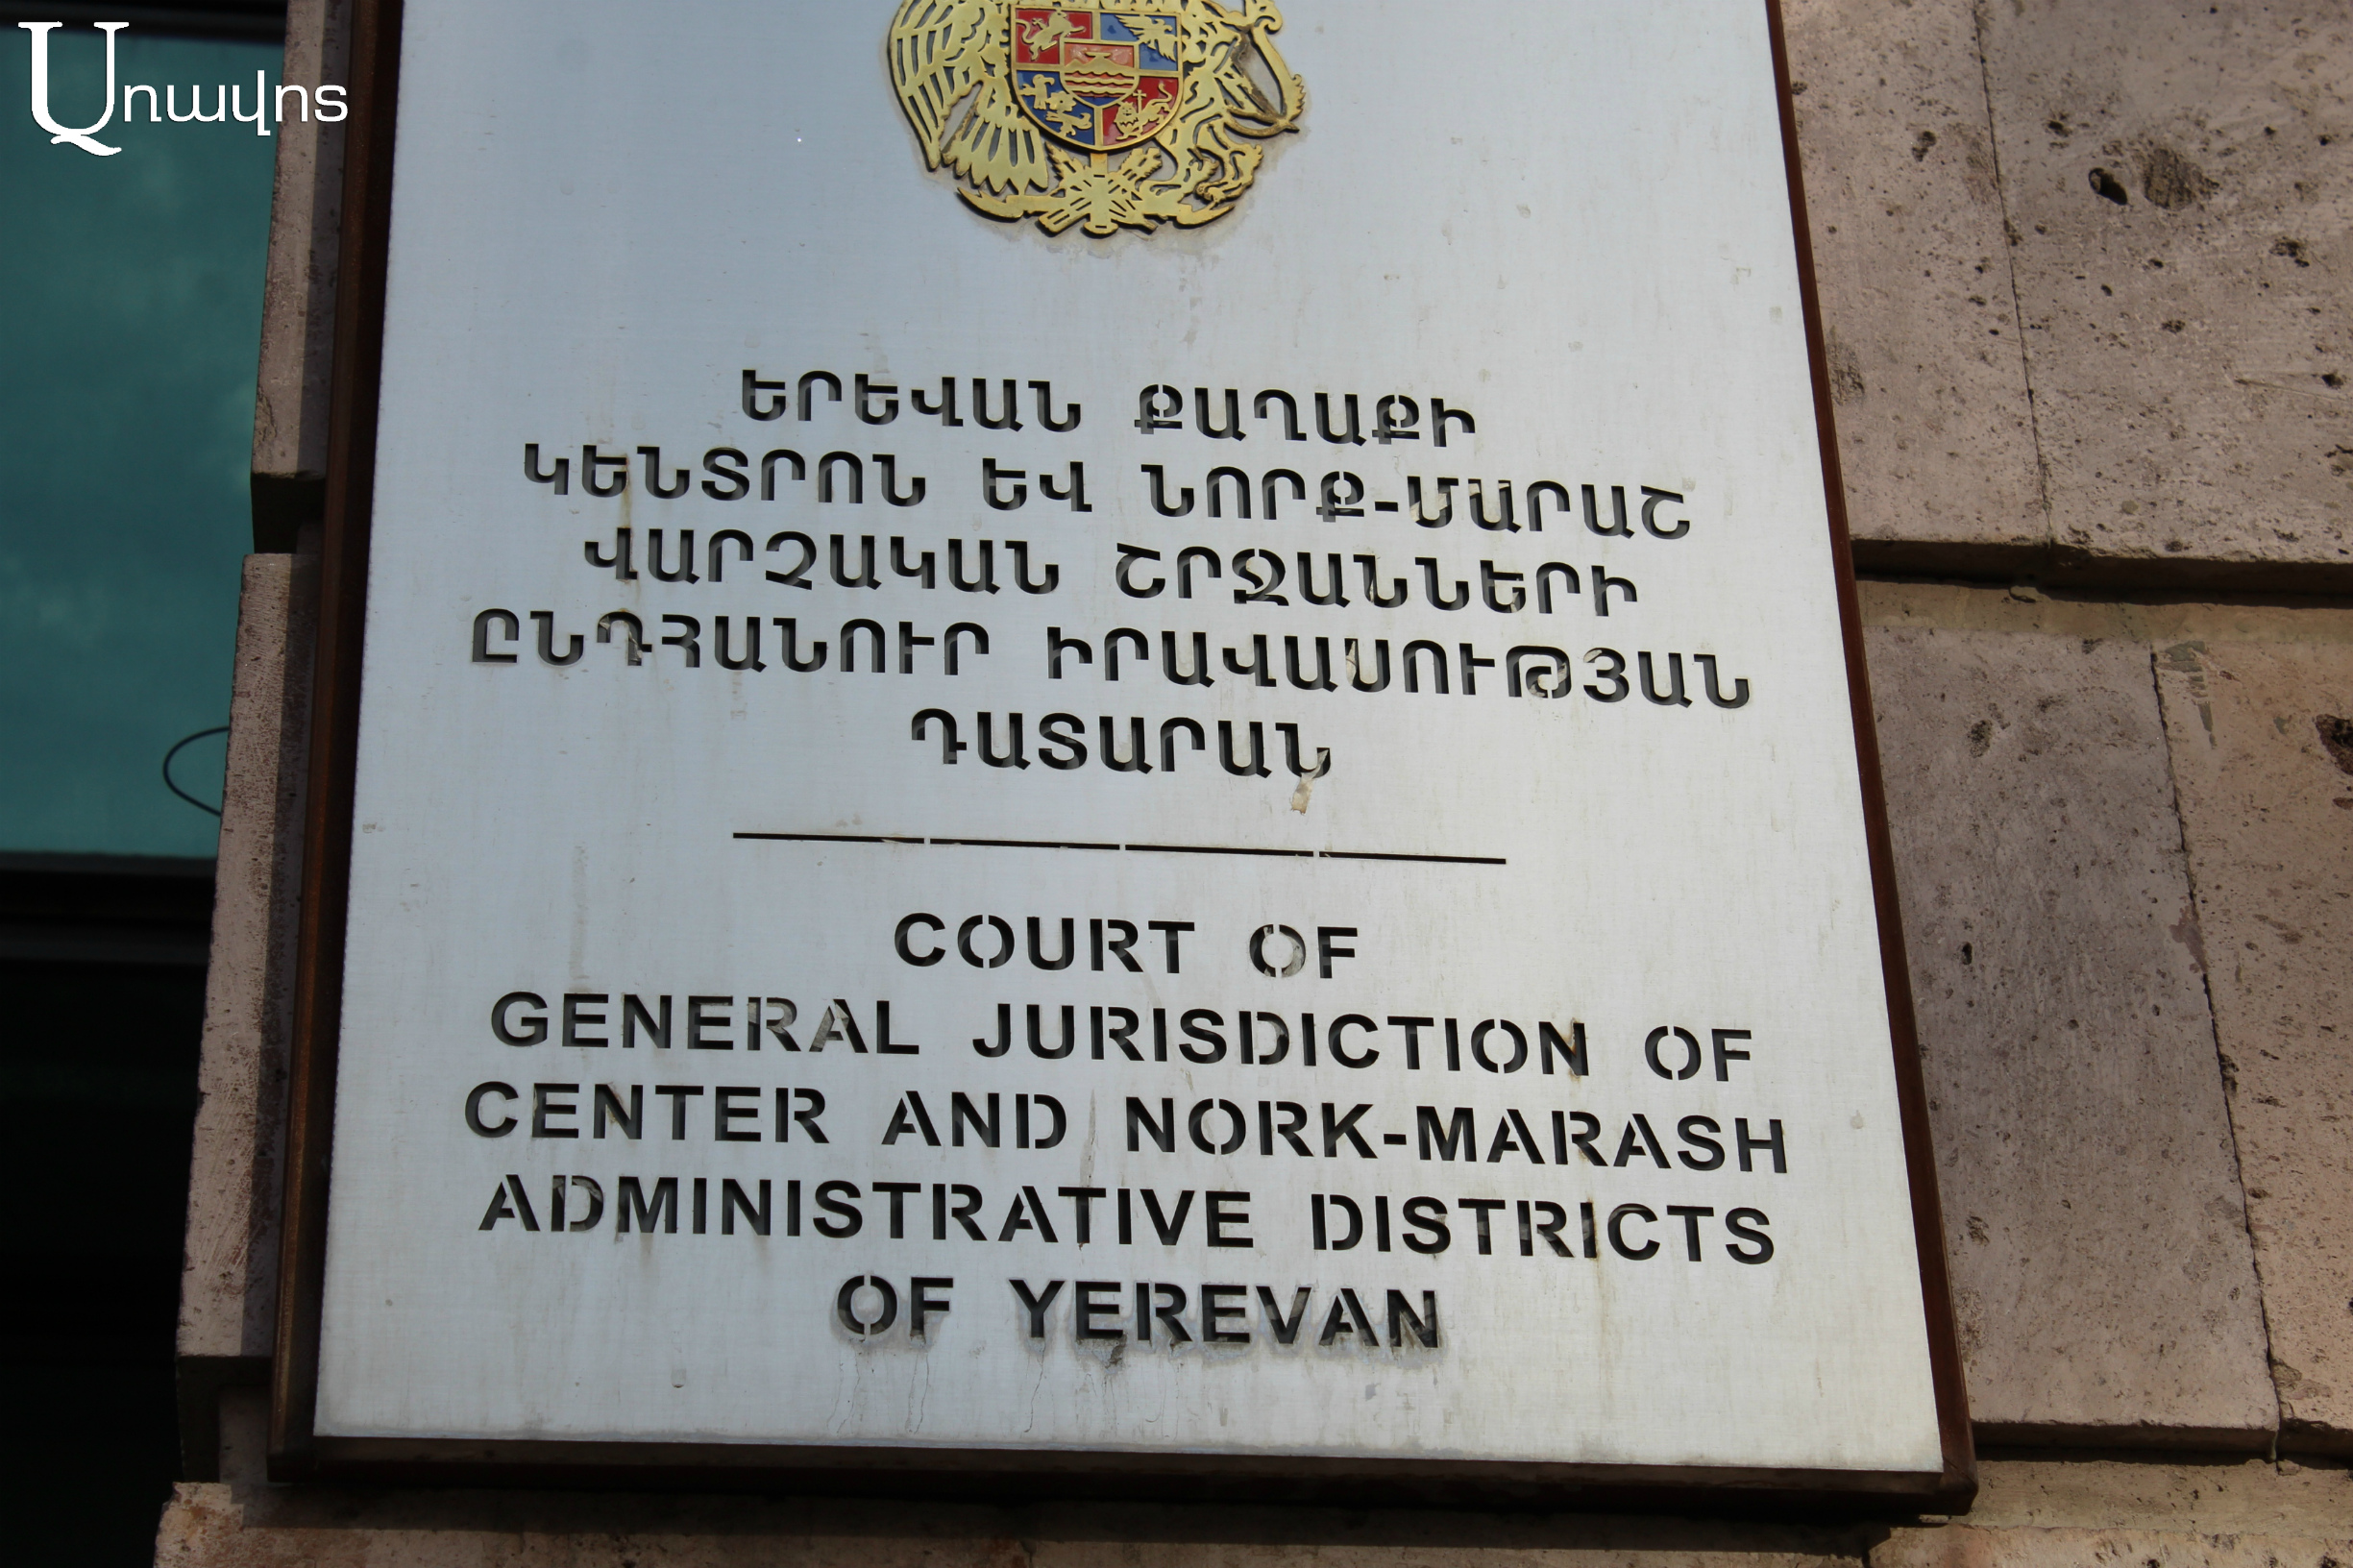 Առավոտ
ԵՐԵՎԱՆ ՔԱՂԱՔԻ
ԿԵՆՏՐՈՆ ԵՎ ՆՈՐՔ-ՄԱՐԱՇ
ՎԱՐՉԱԿԱՆ ՇՐՋԱՆՆԵՐԻ
ԸՆԴՀԱՆՈՒՐ ԻՐԱՎԱՍՈՒԹՅԱՆ
ԴԱՏԱՐԱՆ
COURT OF
GENERAL JURISDICTION OF
CENTER AND NORK-MARASH
ADMINISTRATIVE DISTRICTS
OF YEREVAN